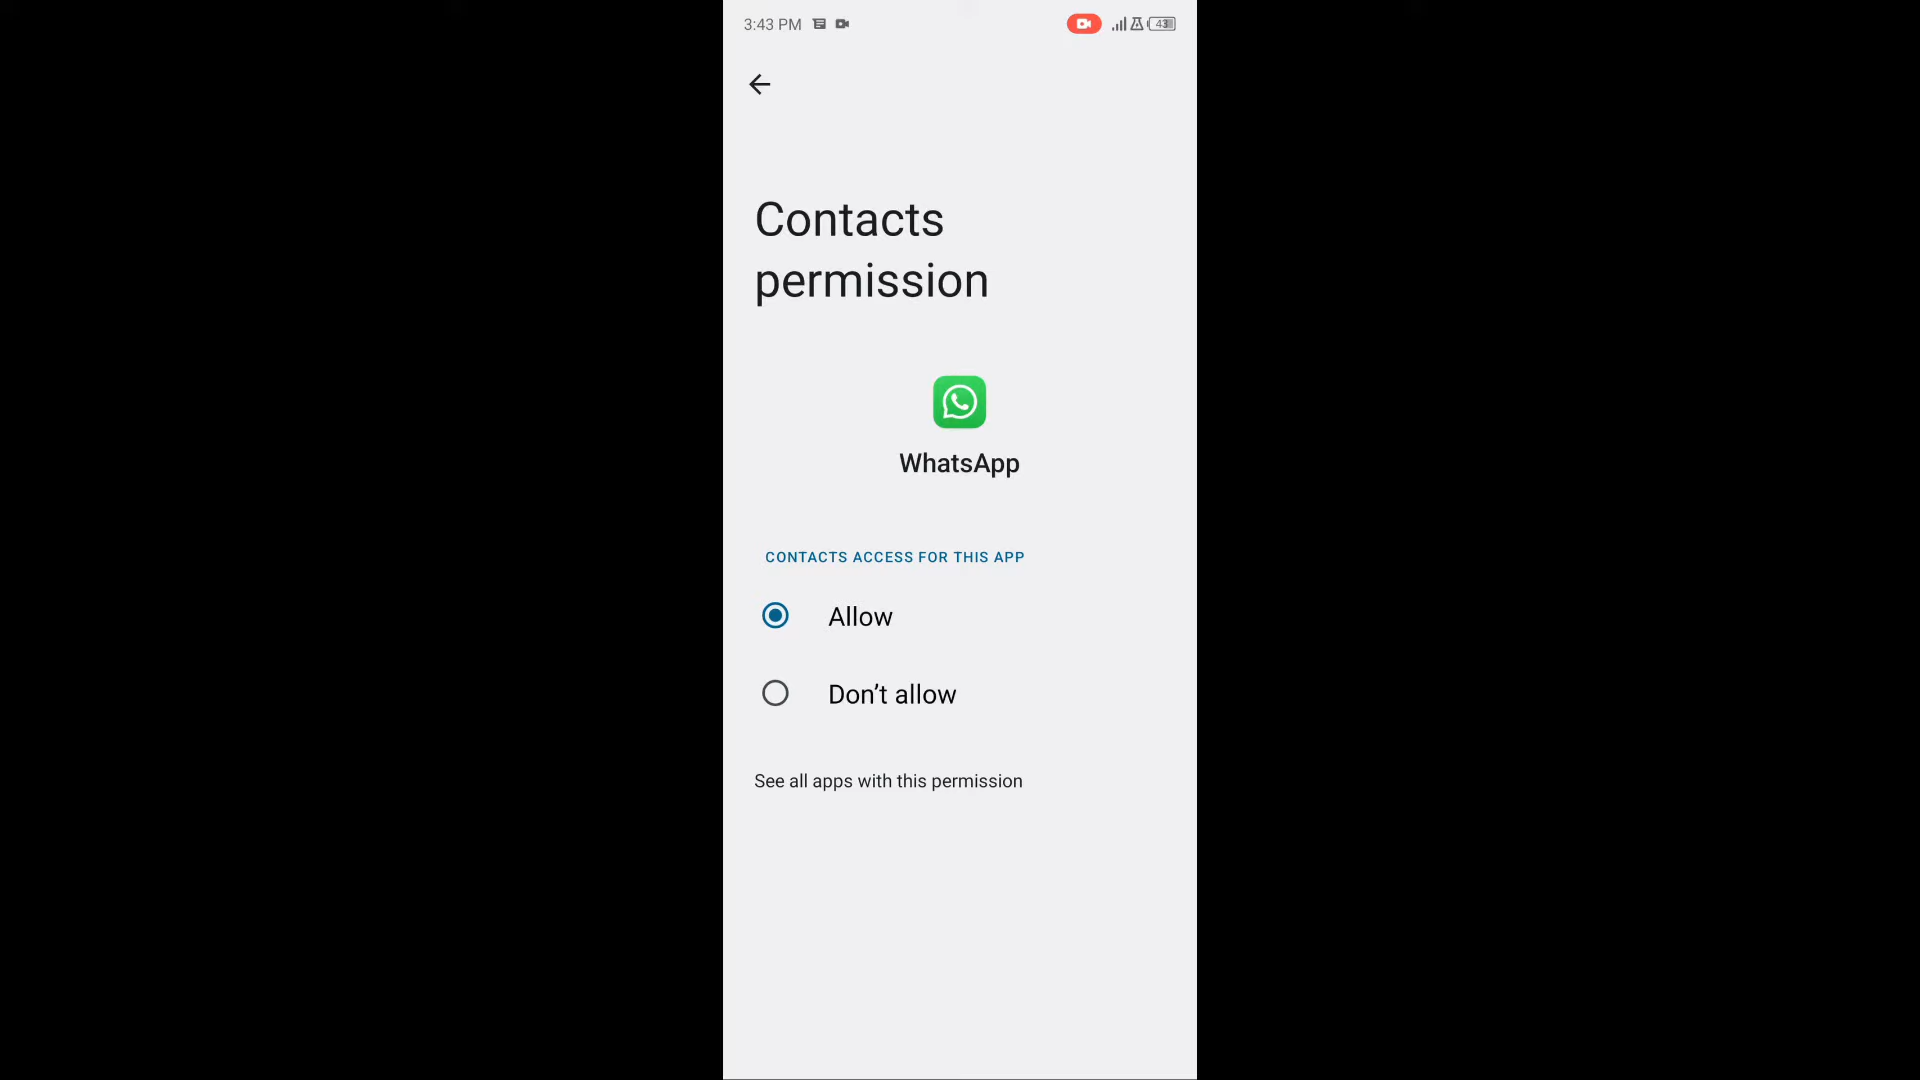 3:43 PM
43
Contacts
permission
WhatsApp
CONTACTS ACCESS FOR THIS APP
Allow
Don’t allow
See all apps with this permission